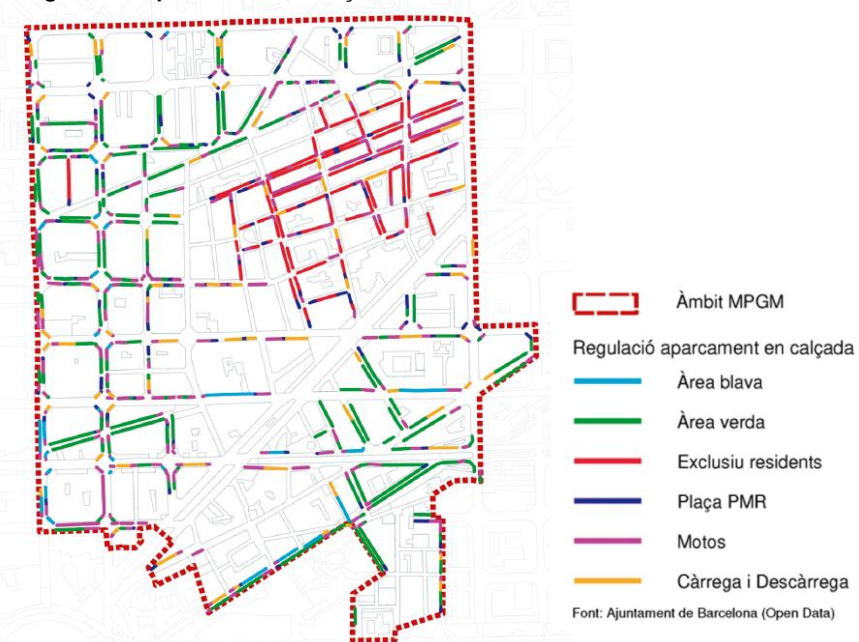 Àmbit MPGM
Regulació aparcament en calçada
Àrea blava
Àrea verda
Exclusiu residents
Plaça PMR
Motos
Càrrega i Descàrrega
Font: Ajuntament de Barcelona (Open Data)